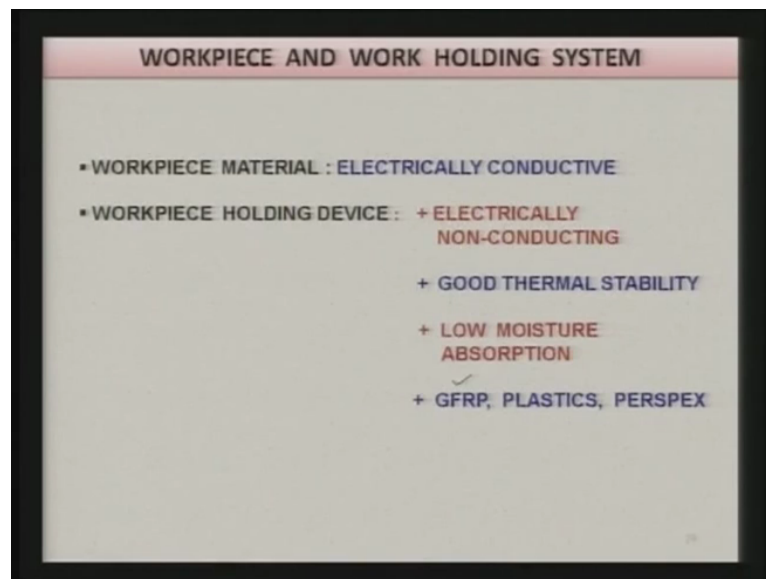 WORKPIECE AND WORK HOLDING SYSTEM
▪ WORKPIECE MATERIAL : ELECTRICALLY CONDUCTIVE
▪ WORKPIECE HOLDING DEVICE : + ELECTRICALLY
NON-CONDUCTING
+ GOOD THERMAL STABILITY
+ LOW MOISTURE
ABSORPTION
+ GFRP, PLASTICS, PERSPEX